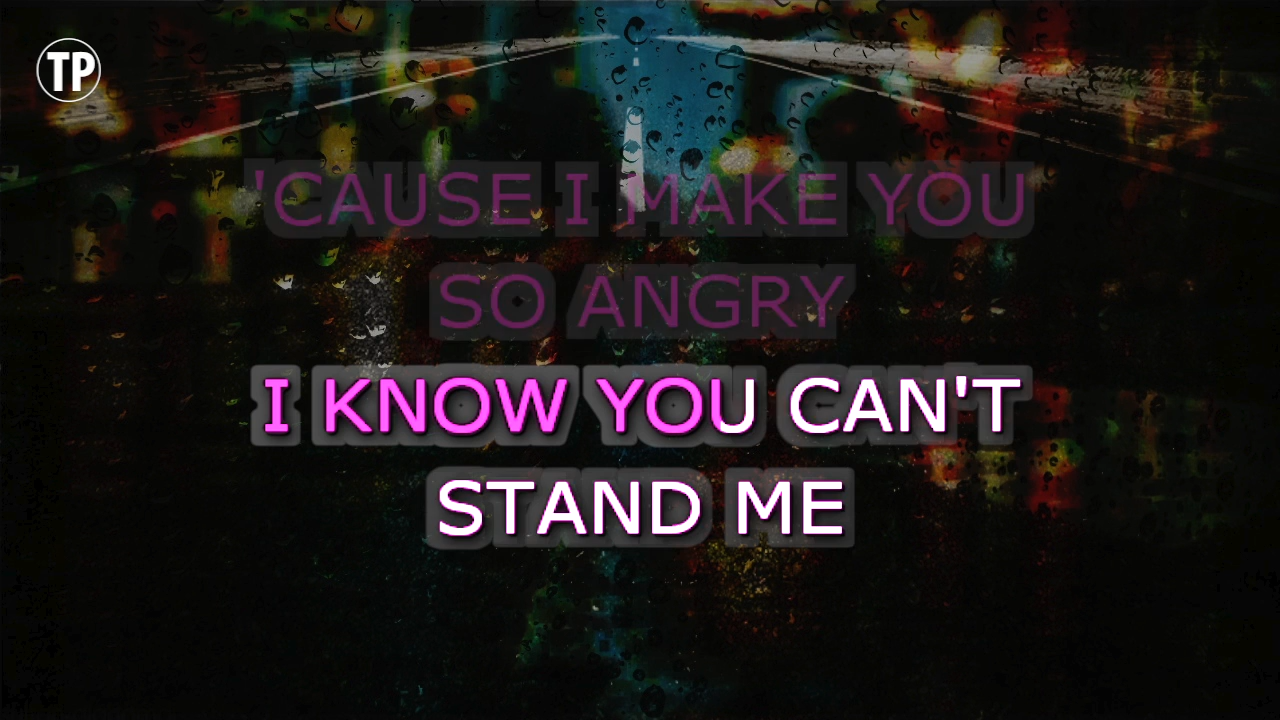 TP
'CAUSE I MAKE YOU
SO ANGRY
I KNOW YOU CAN'T
STAND ME